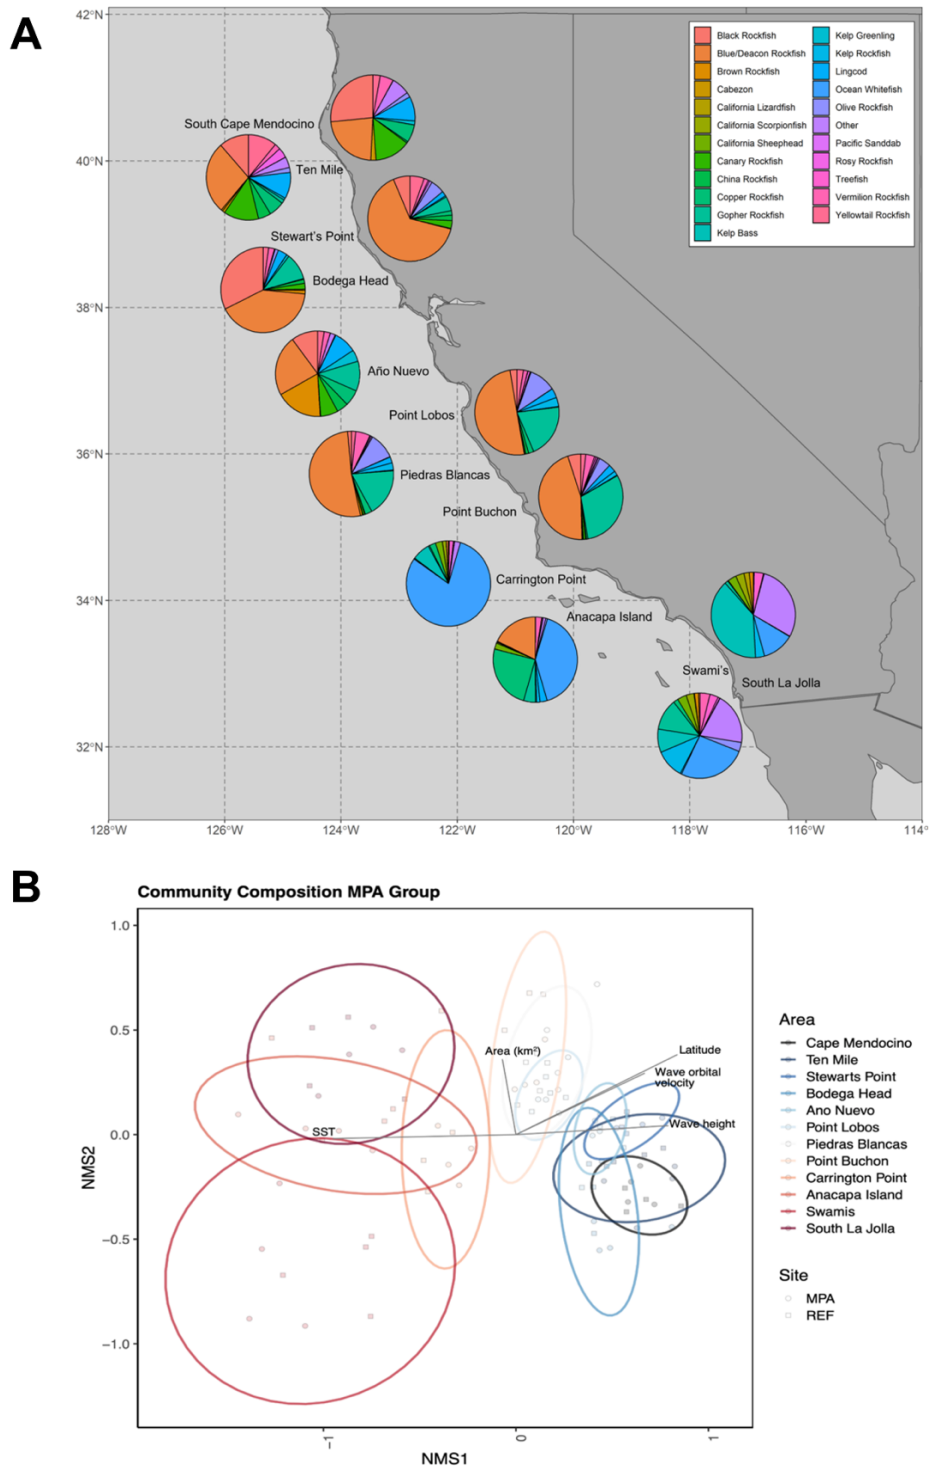 A
42°N
40°N
38°N
36°N
34°N
32°N
128°W
126°W
124°W
122°W
120°W
118°W
116°W
114°
South Cape Mendocino
Ten Mile
Stewart's Point
Bodega Head
Año Nuevo
Point Lobos
Piedras Blancas
Point Buchon
Carrington Point
Anacapa Island
Swami's
South La Jolla
Black Rockfish
Blue/Deacon Rockfish
Brown Rockfish
Cabezon
California Lizardfish
California Scorpionfish
California Sheephead
Canary Rockfish
China Rockfish
Copper Rockfish
Gopher Rockfish
Kelp Bass
Kelp Greenling
Kelp Rockfish
Lingcod
Ocean Whitefish
Olive Rockfish
Other
Pacific Sanddab
Rosy Rockfish
Treefish
Vermilion Rockfish
Yellowtail Rockfish
B
Community Composition MPA Group
1.0
0.5
0.0
−0.5
−1.0
NMS2
−1
0
1
NMS1
Area (km²)
Latitude
Wave orbital
velocity
Wave height
SST
Area
Cape Mendocino
Ten Mile
Stewarts Point
Bodega Head
Ano Nuevo
Point Lobos
Piedras Blancas
Point Buchon
Carrington Point
Anacapa Island
Swamis
South La Jolla
Site
MPA
REF